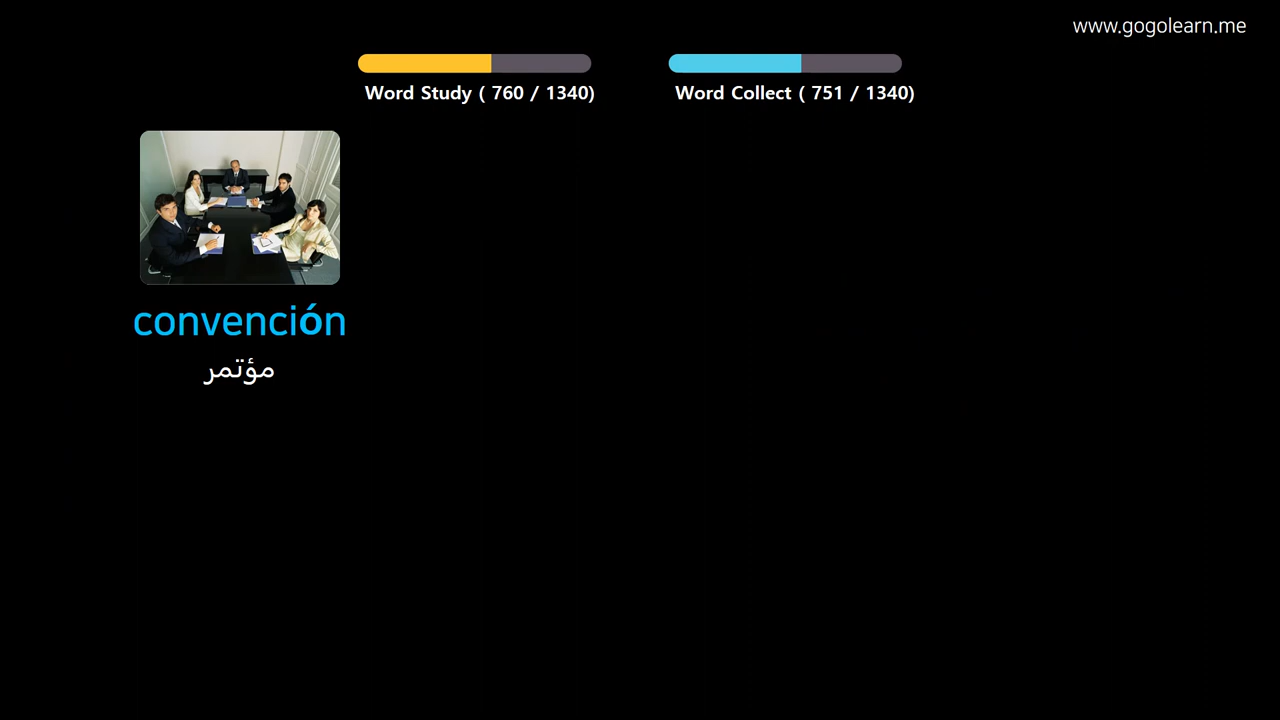 www.gogolearn.me
Word Study ( 760 / 1340)
Word Collect ( 751 / 1340)
convención
مؤتمر